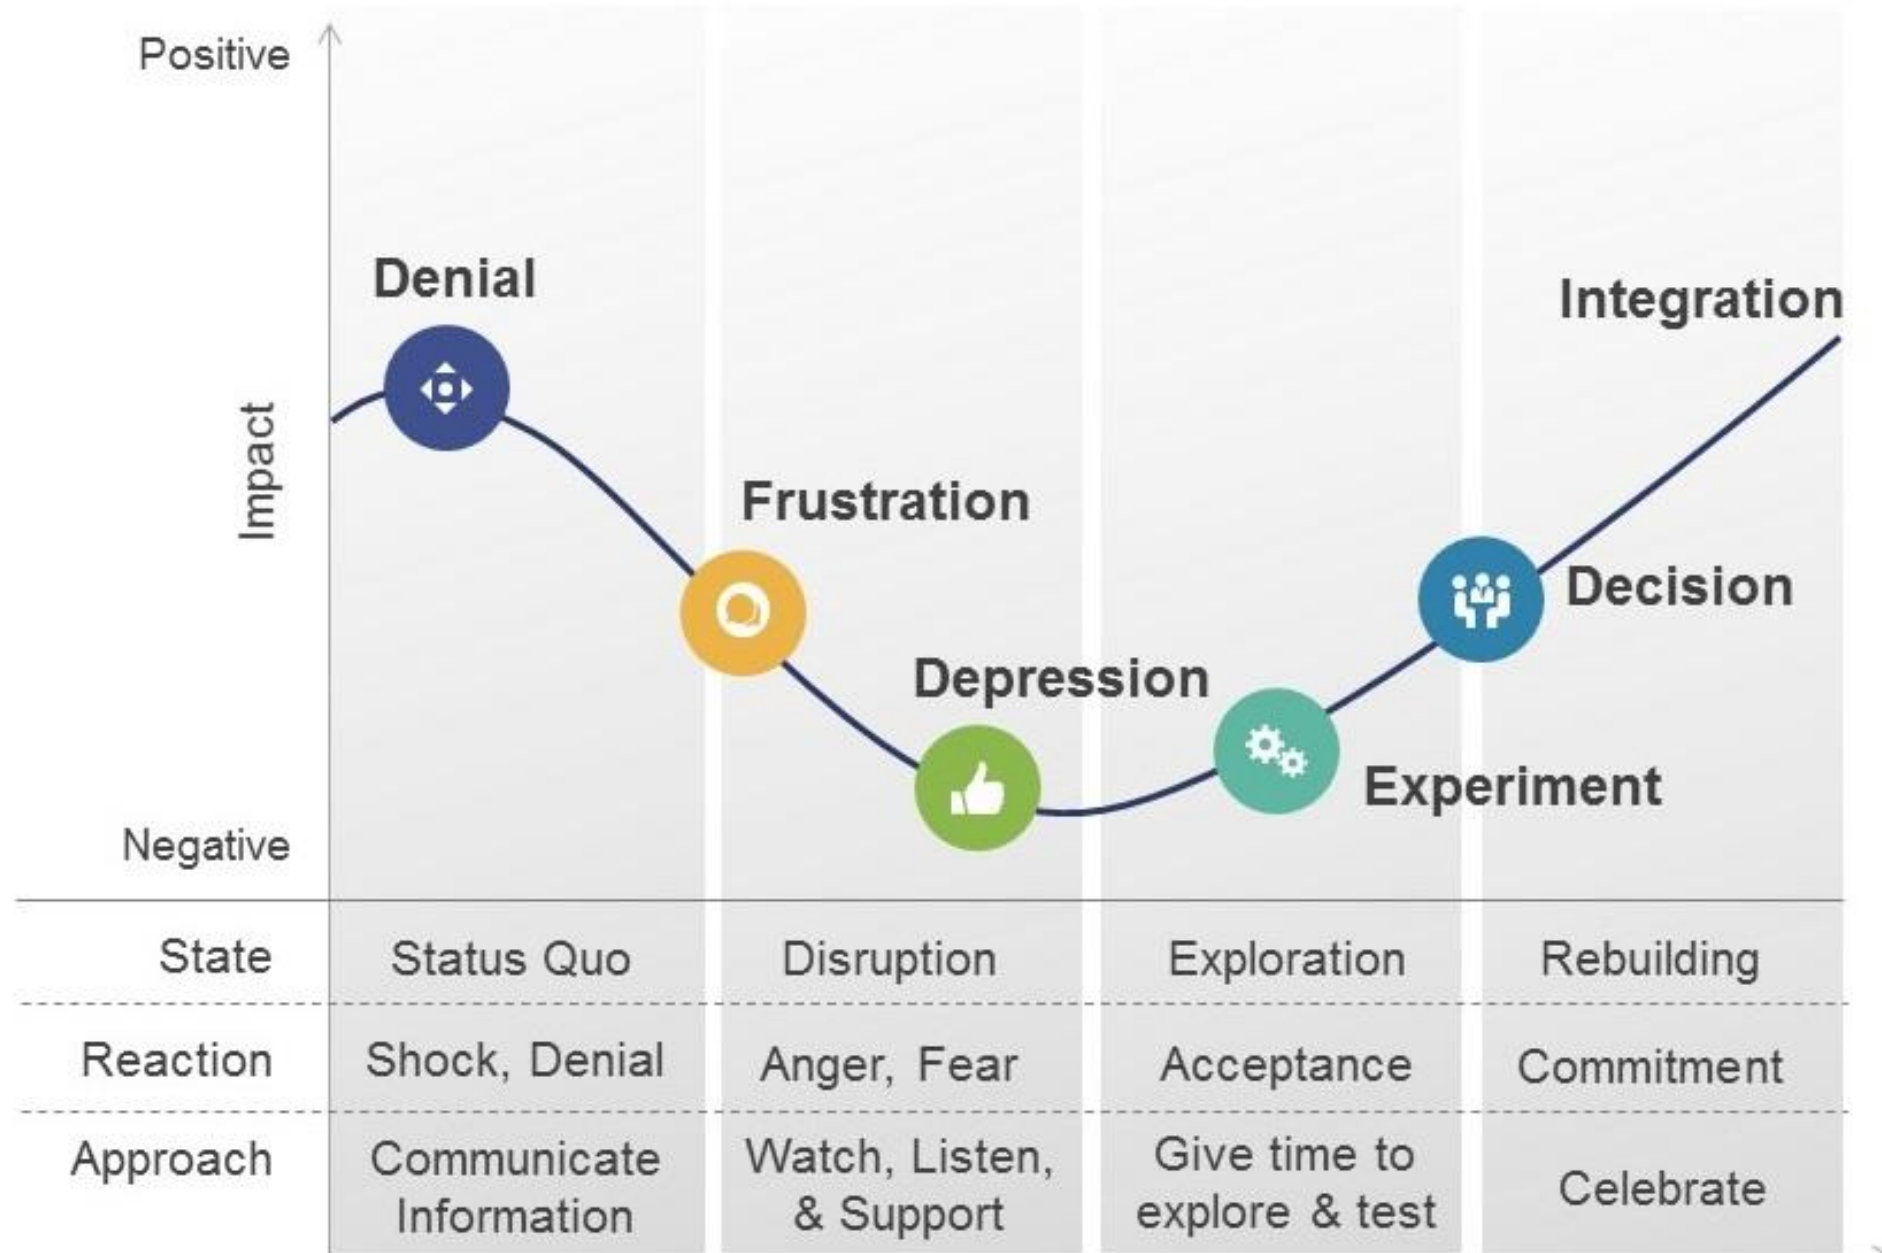 Positive
Denial
Integration
Impact
Frustration
Decision
Depression
Experiment
Negative
State
Status Quo
Disruption
Exploration
Rebuilding
Reaction
Shock, Denial
Anger, Fear
Acceptance
Commitment
Approach
Communicate
Information
Watch, Listen,
& Support
Give time to
explore & test
Celebrate